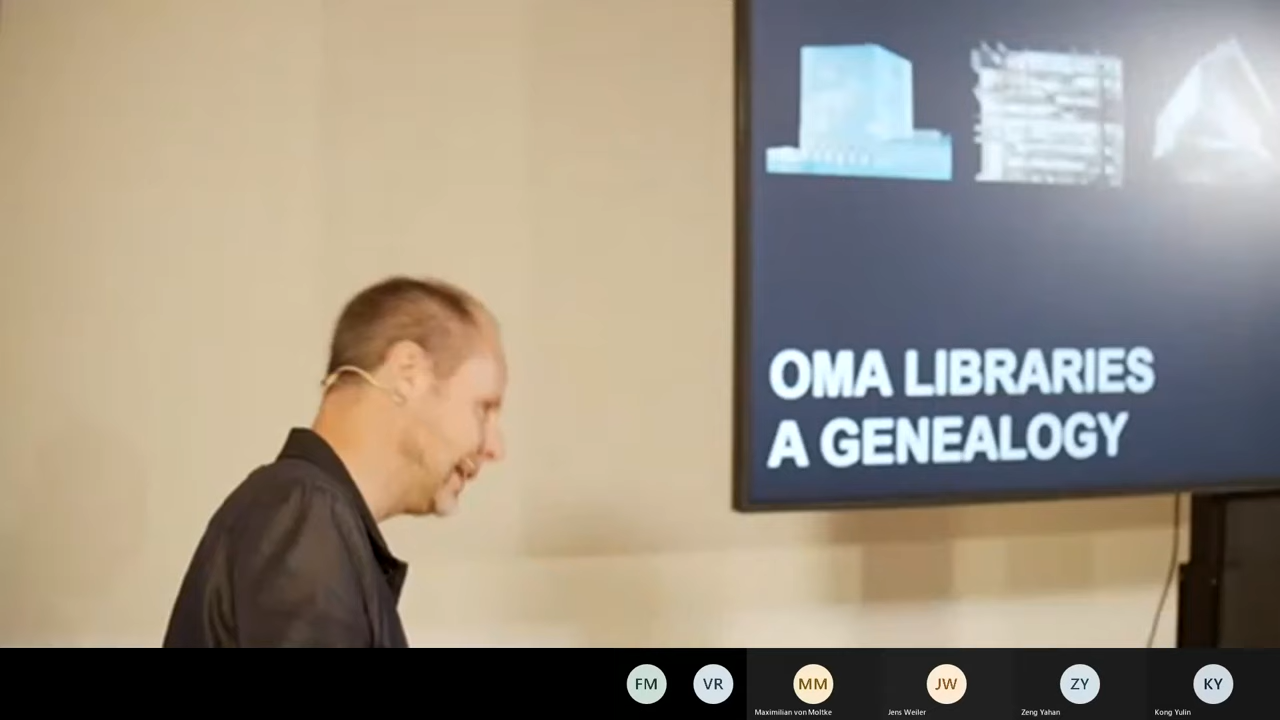 OMA LIBRARIES
A GENEALOGY
FM
VR
MM
JW
ZY
KY
Maximilian von Moltke
Jens Weiler
Zeng Yahan
Kong Yulin